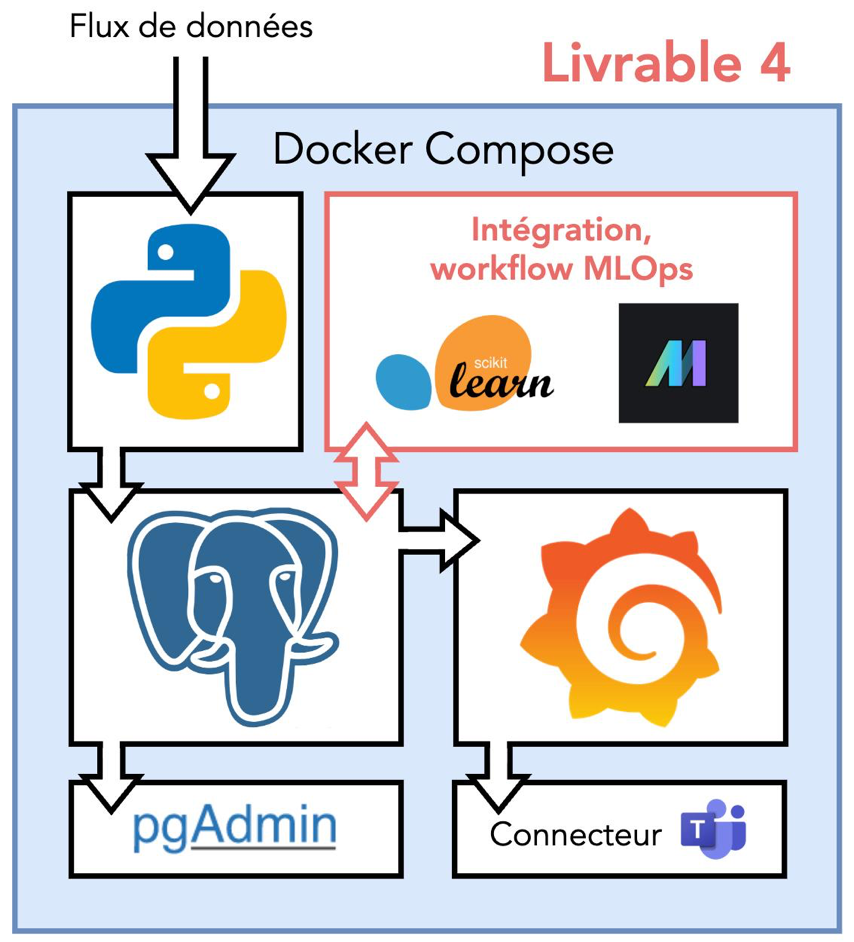 Flux de données
Livrable 4
Docker Compose
Intégration,
workflow MLOps
scikit
learn
pgAdmin
Connecteur
T